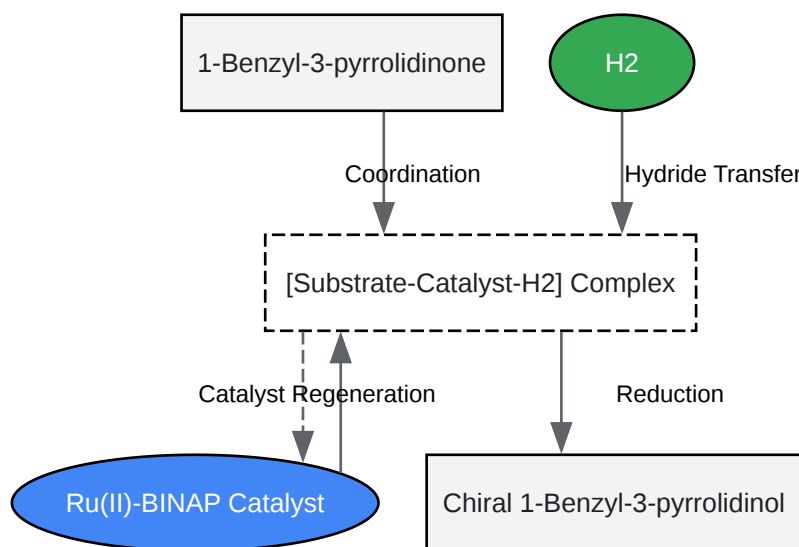 1-Benzyl-3-pyrrolidinone
H2
Coordination
Hydride Transfer
[Substrate-Catalyst-H2] Complex
Catalyst Regeneration
Reduction
Ru(II)-BINAP Catalyst
Chiral 1-Benzyl-3-pyrrolidinol